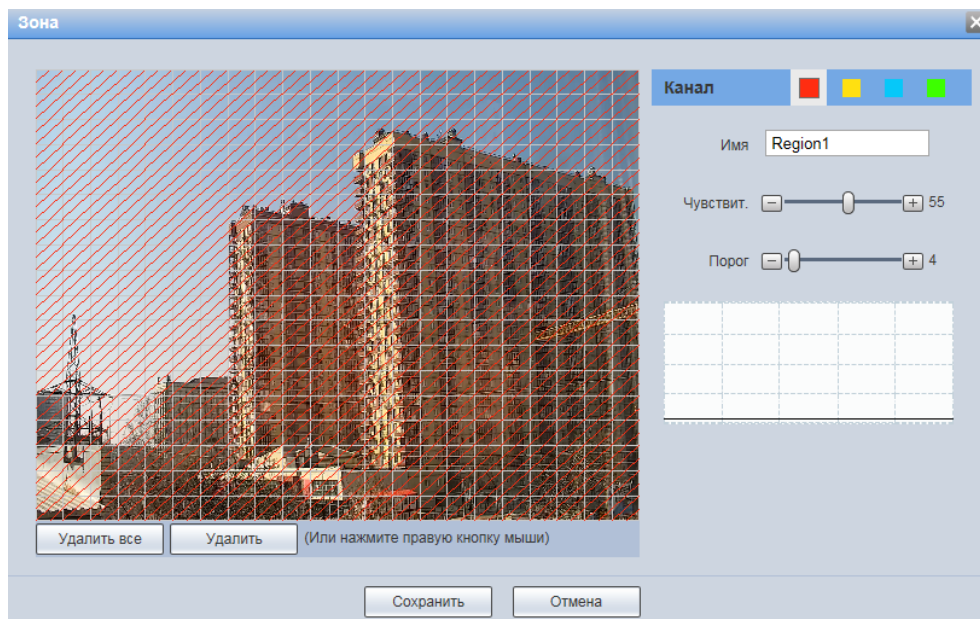 Зона
Канал
Имя Region1
Чувствит. 55
Порог 4
Удалить все Удалить (Или нажмите правую кнопку мыши)
Сохранить Отмена